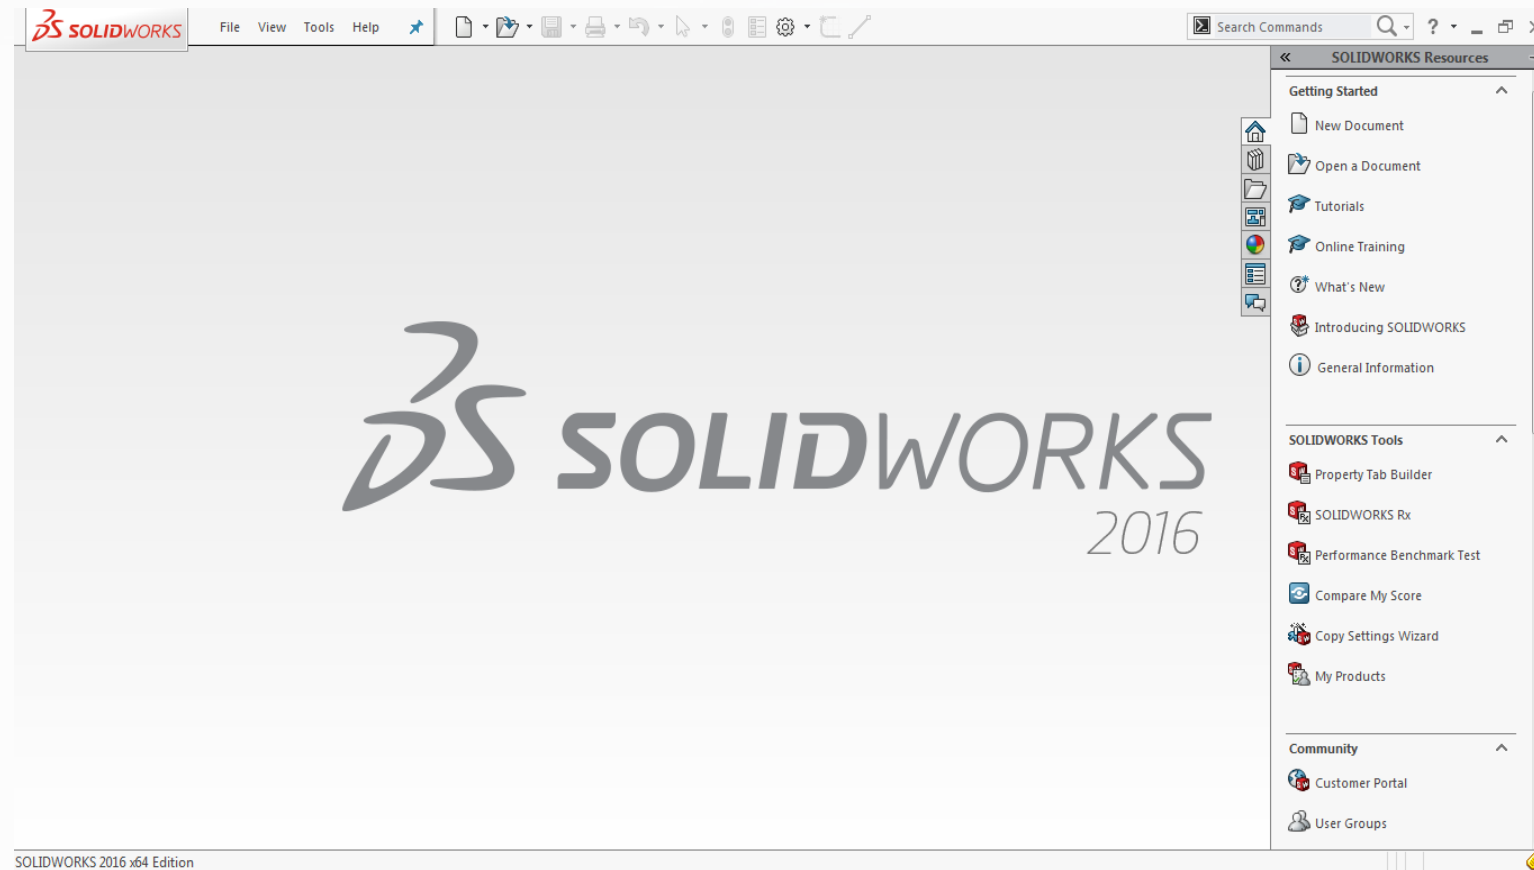 SOLIDWORKS File View Tools Help Search Commands ?
SOLIDWORKS Resources
Getting Started
New Document
Open a Document
Tutorials
Online Training
What's New
Introducing SOLIDWORKS
General Information
SOLIDWORKS
2016
SOLIDWORKS Tools
Property Tab Builder
SOLIDWORKS Rx
Performance Benchmark Test
Compare My Score
Copy Settings Wizard
My Products
Community
Customer Portal
User Groups
SOLIDWORKS 2016 x64 Edition